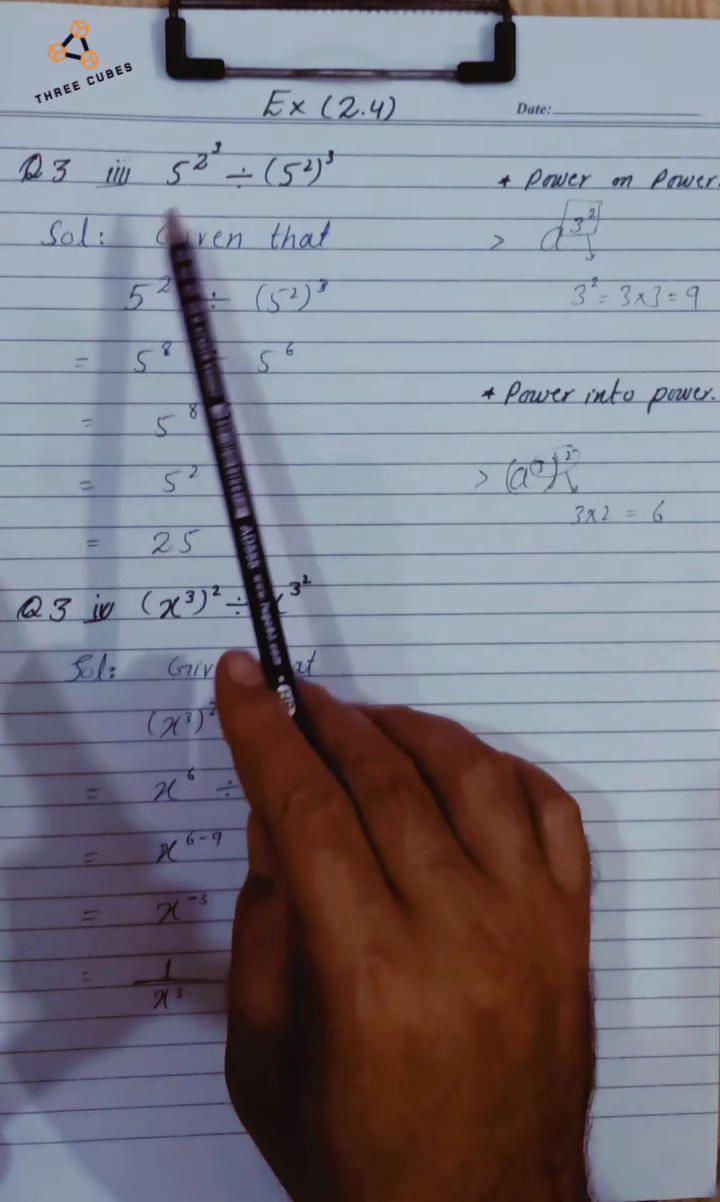 THREE CUBES
Ex (2.4)
Date:
Q3 iii 5^2^3 ÷ (5^2)^3
Sol: Given that
5^2 ÷ (5^2)^3
= 5^8 ÷ 5^6
= 5^8
= 5^2
= 25
Q3 iv (x^3)^2 ÷ x^3^2
Sol: Given that
(x^3)^2
= x^6 ÷
= x^6-9
= x^-3
= 1/x^3
* Power on Power.
> a^3^2
3^2 = 3×3 = 9
* Power into power.
> (a^3)^2
3×2 = 6